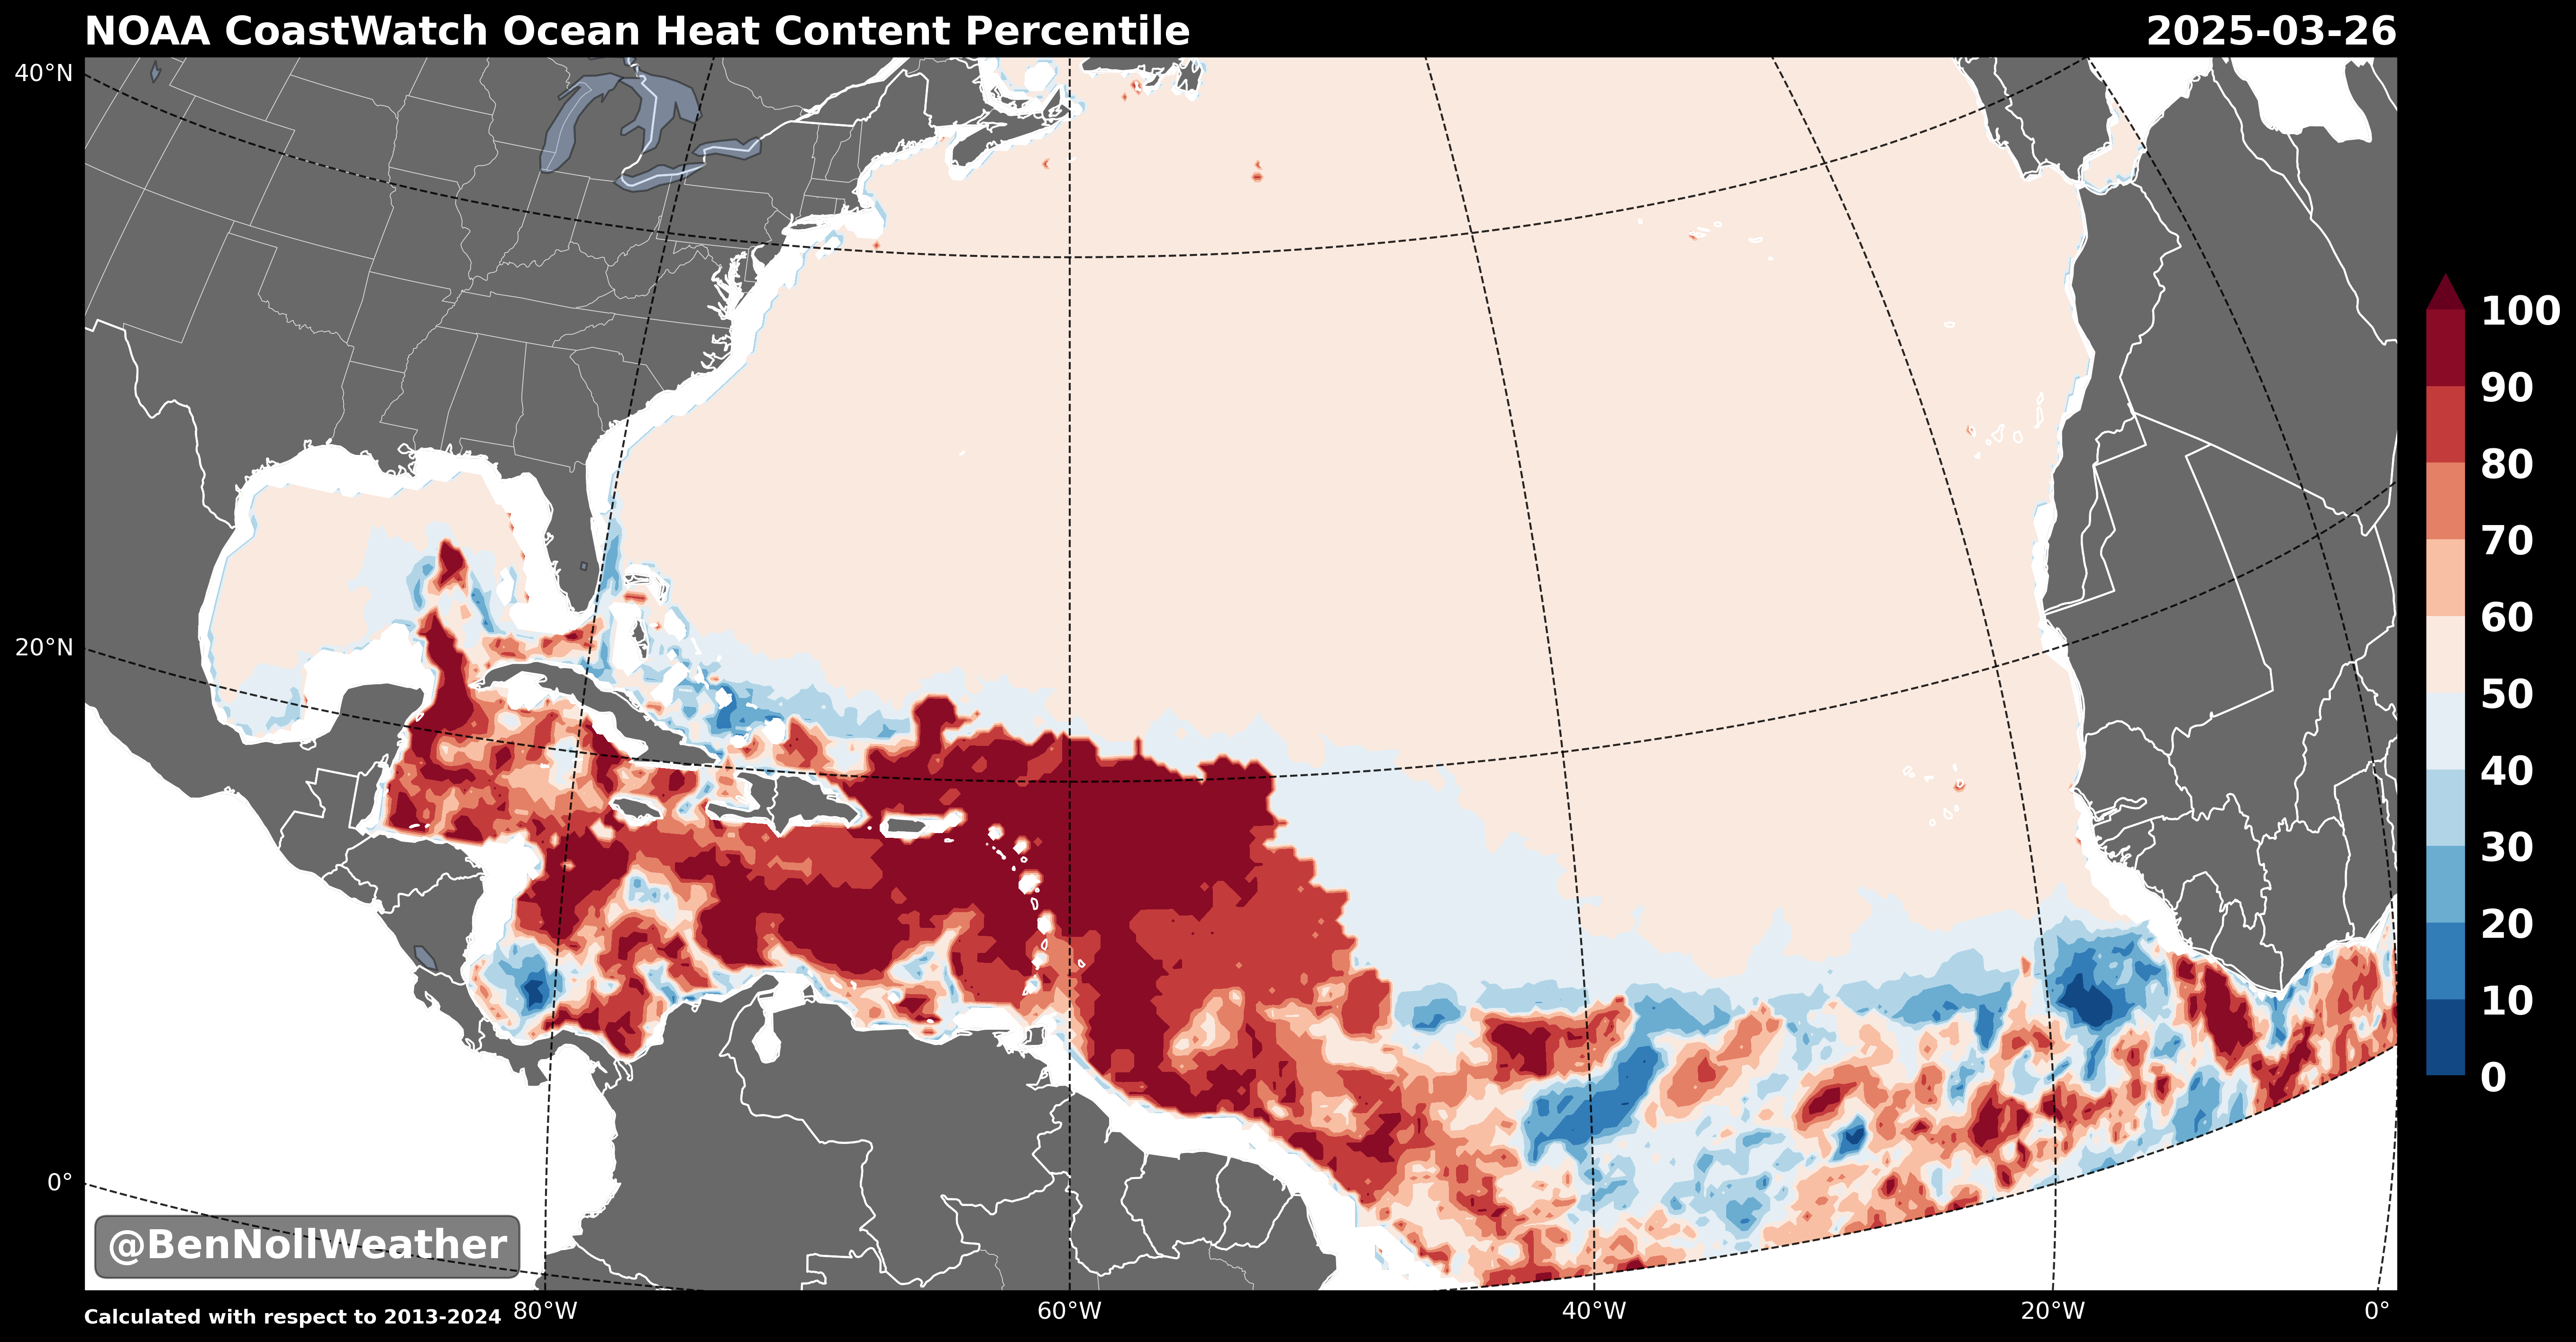 NOAA CoastWatch Ocean Heat Content Percentile
2025-03-26
40°N
20°N
0°
100
90
80
70
60
50
40
30
20
10
0
@BenNollWeather
Calculated with respect to 2013-2024
80°W
60°W
40°W
20°W
0°